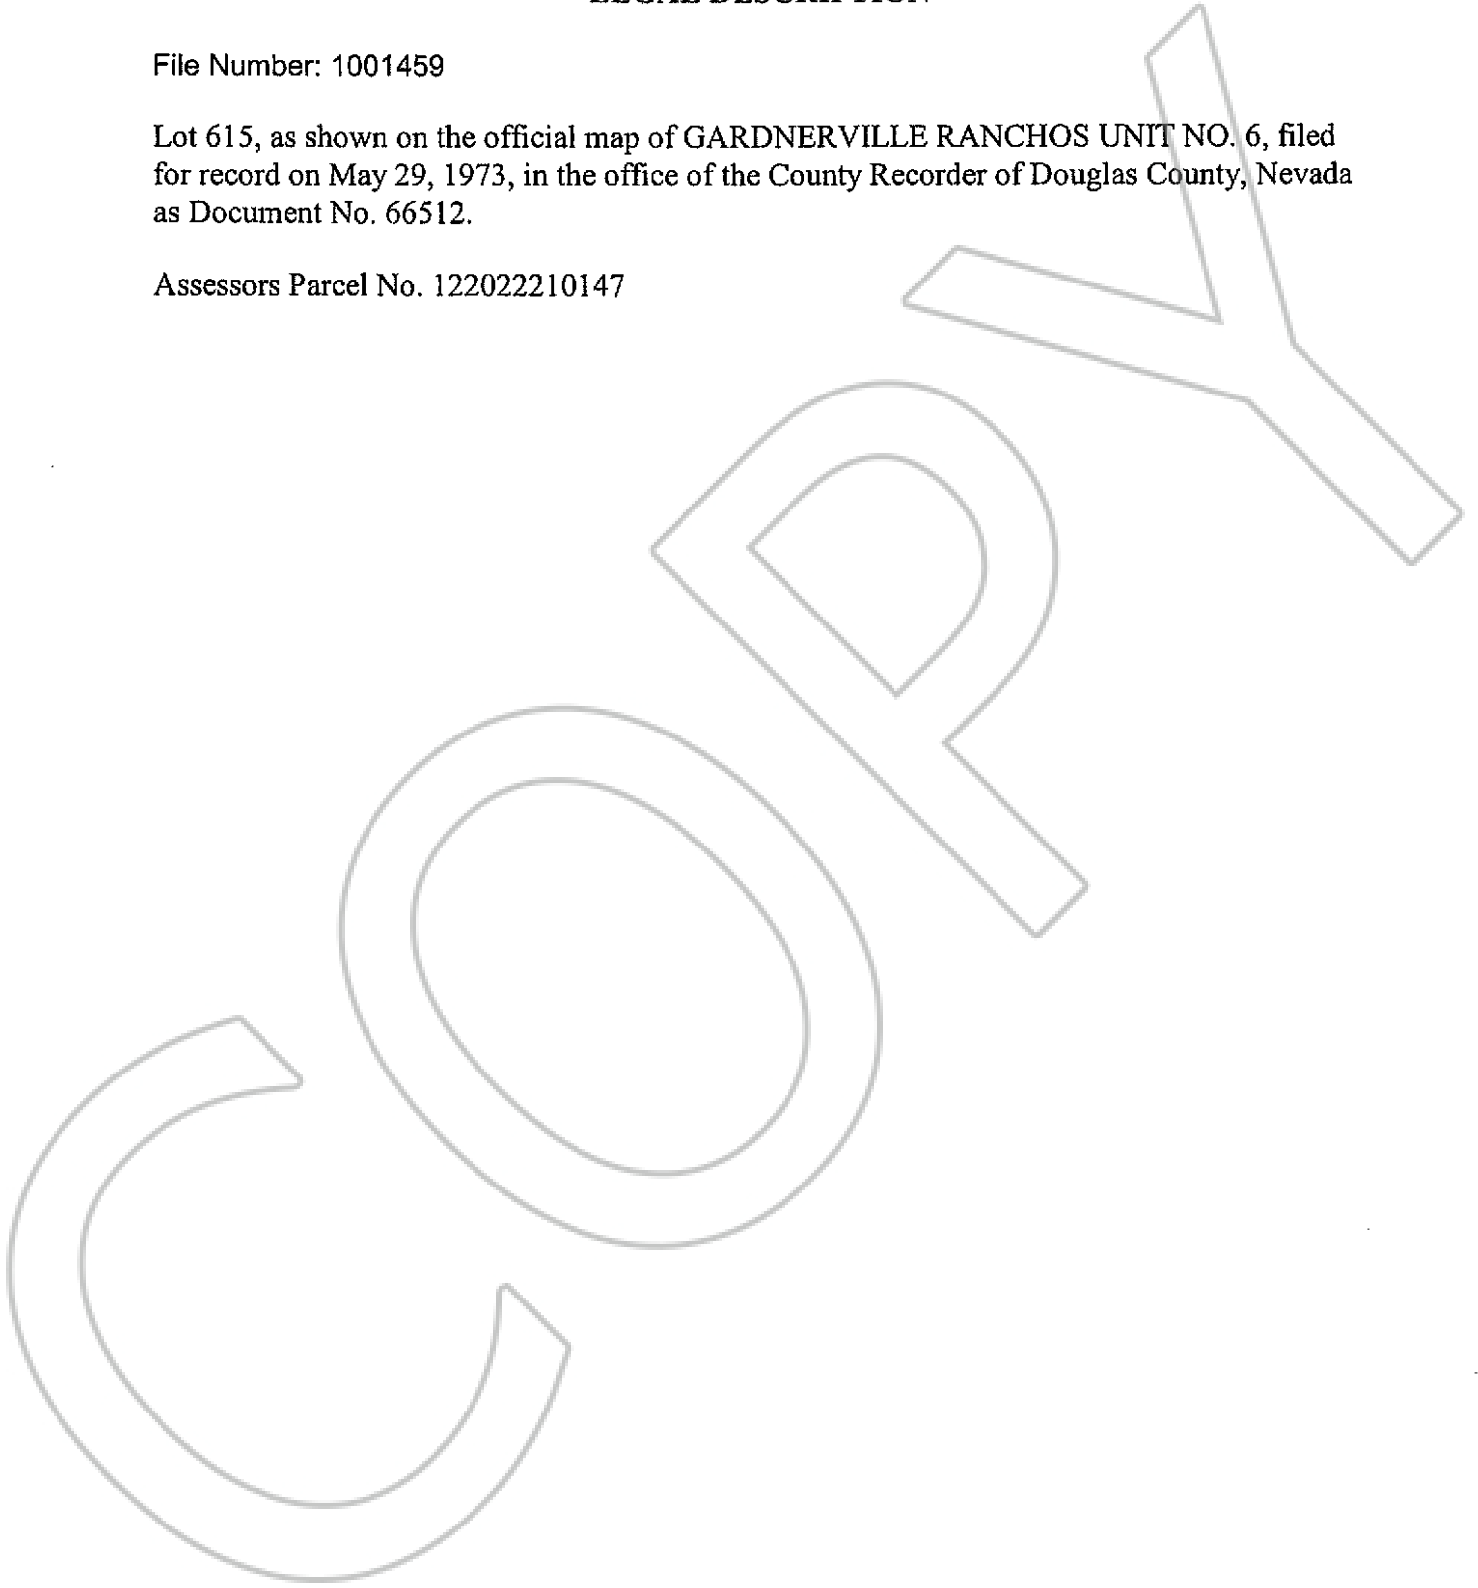 LEGAL DESCRIPTION
File Number: 1001459
Lot 615, as shown on the official map of GARDNERVILLE RANCHOS UNIT NO. 6, filed
for record on May 29, 1973, in the office of the County Recorder of Douglas County, Nevada
as Document No. 66512.
Assessors Parcel No. 122022210147
COPY